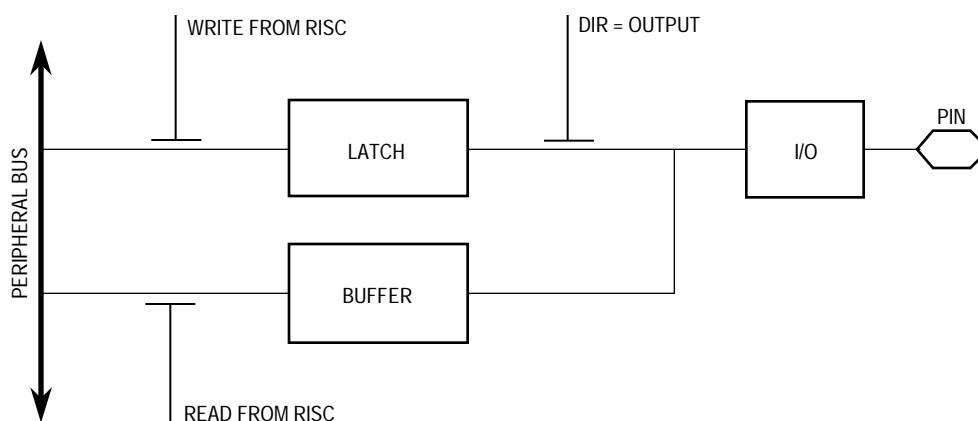 WRITE FROM RISC
DIR = OUTPUT
PIN
LATCH
I/O
PERIPHERAL BUS
BUFFER
READ FROM RISC